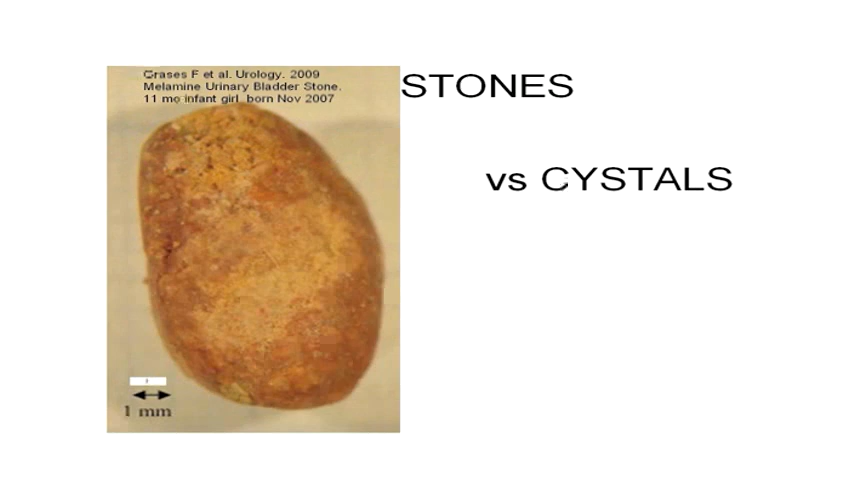 Grases F et al. Urology. 2009
Melamine Urinary Bladder Stone.
11 mo infant girl born Nov 2007
STONES
vs CYSTALS
1 mm